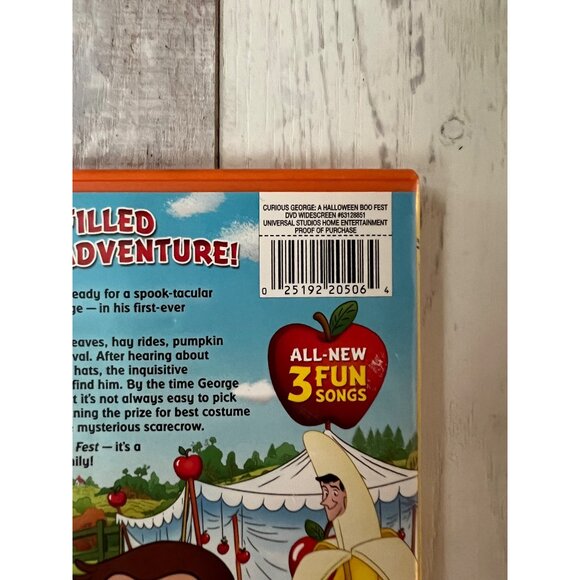 CURIOUS GEORGE: A HALLOWEEN BOO FEST
DVD WIDESCREEN #63128851
UNIVERSAL STUDIOS HOME ENTERTAINMENT
PROOF OF PURCHASE
0 25192 20506 4
FILLED
ADVENTURE!
eady for a spook-tacular
ge – in his first-ever
eaves, hay rides, pumpkin
val. After hearing about
hats, the inquisitive
find him. By the time George
t it's not always easy to pick
ning the prize for best costume
e mysterious scarecrow.
Fest – it's a
mily!
ALL-NEW
3 FUN
SONGS